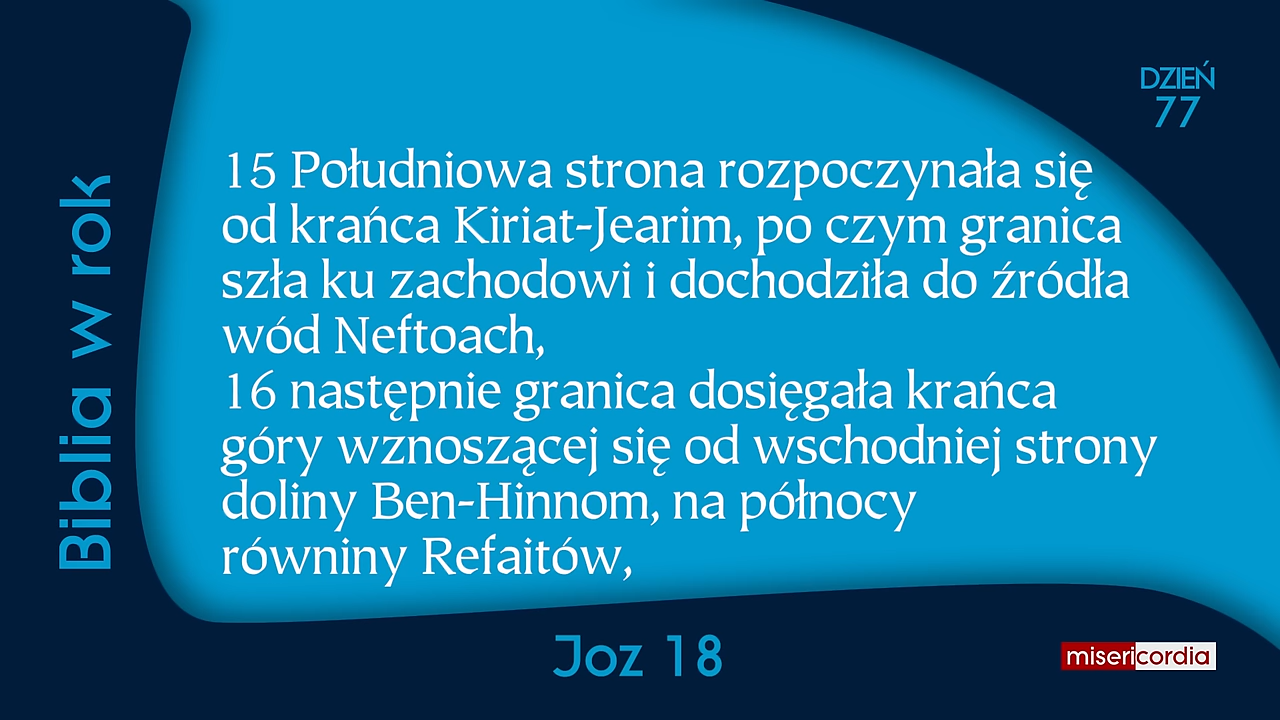 Biblia w rok
DZIEŃ
77
15 Południowa strona rozpoczynała się
od krańca Kiriat-Jearim, po czym granica
szła ku zachodowi i dochodziła do źródła
wód Neftoach,
16 następnie granica dosięgała krańca
góry wznoszącej się od wschodniej strony
doliny Ben-Hinnom, na północy
równiny Refaitów,
Joz 18
misericordia